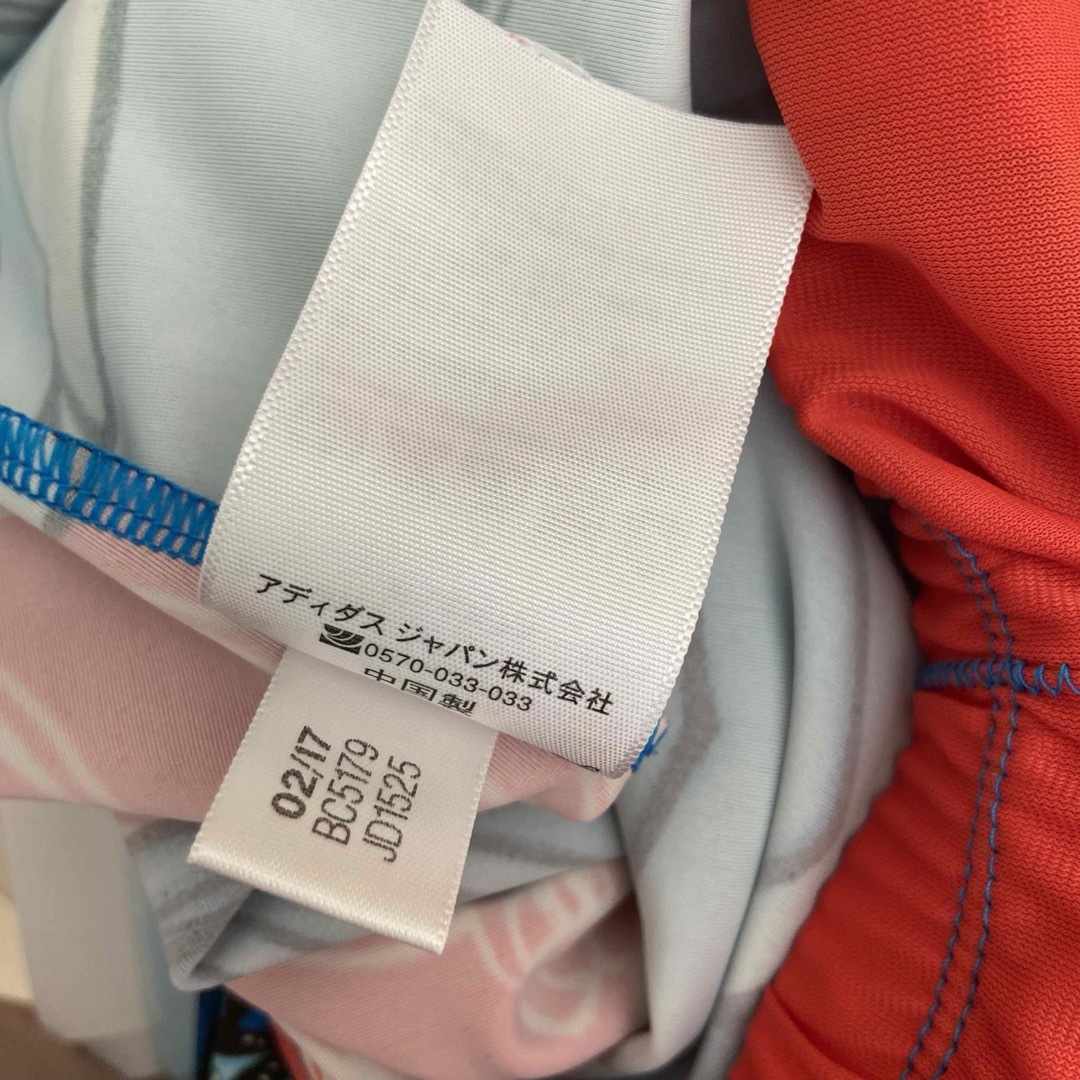 アディダス ジャパン株式会社
0570-033-033
中国製
02/17
BC5179
JD1525